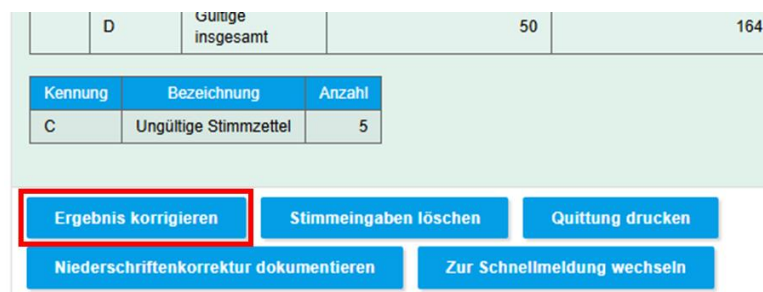 D Gültige insgesamt 50 164
Kennung Bezeichnung Anzahl
C Ungültige Stimmzettel 5
Ergebnis korrigieren Stimmeingaben löschen Quittung drucken
Niederschriftenkorrektur dokumentieren Zur Schnellmeldung wechseln